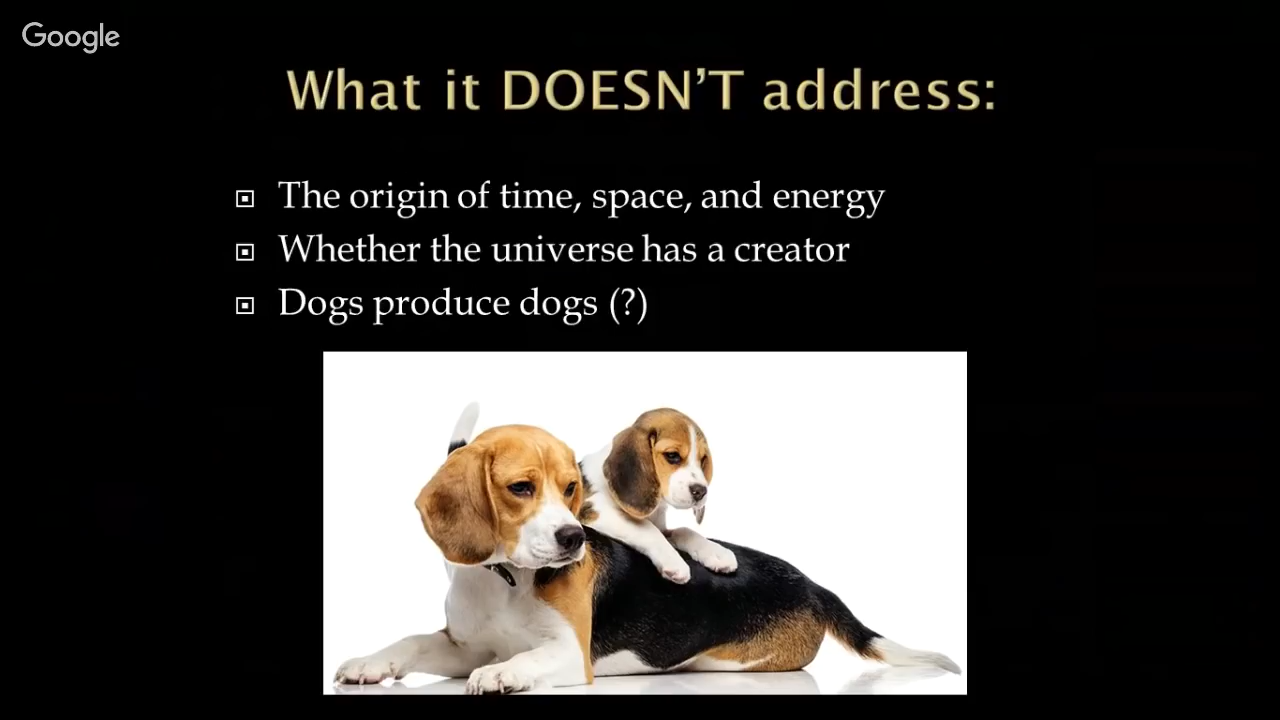 Google
What it DOESN'T address:
The origin of time, space, and energy
Whether the universe has a creator
Dogs produce dogs (?)